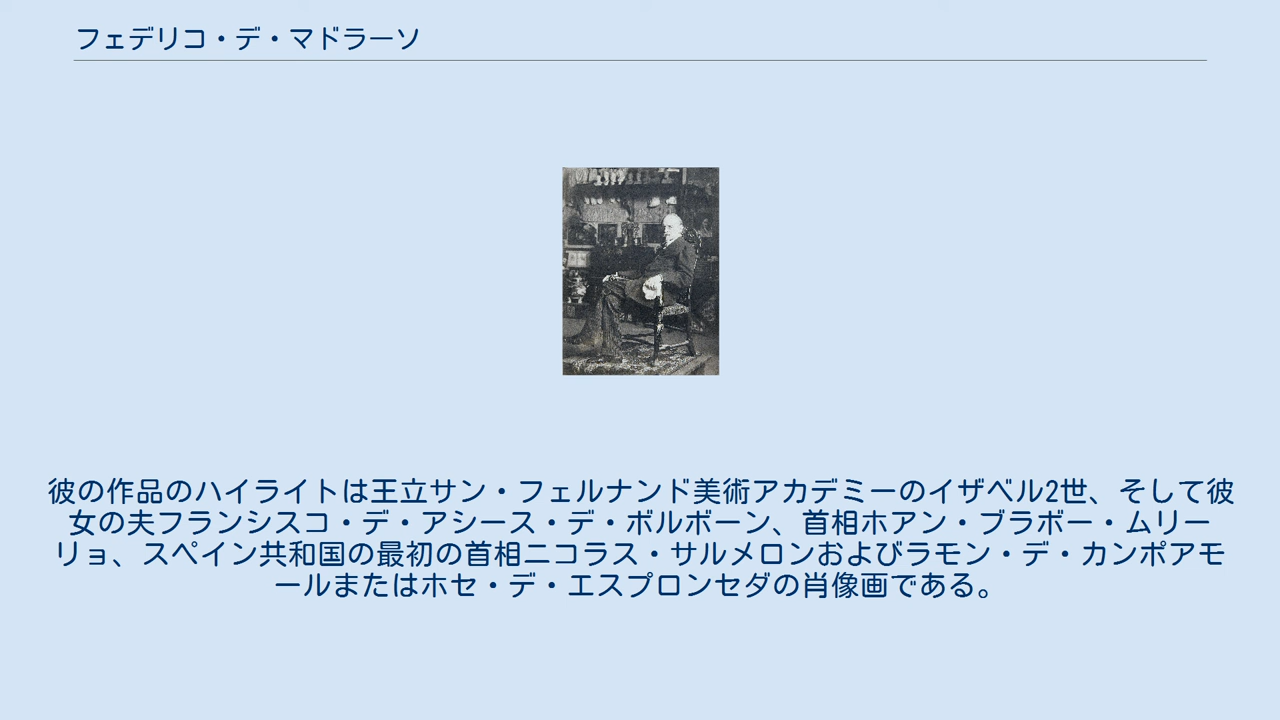 フェデリコ・デ・マドラーソ
彼の作品のハイライトは王立サン・フェルナンド美術アカデミーのイザベル2世、そして彼
女の夫フランシスコ・デ・アシース・デ・ボルボーン、首相ホアン・ブラボー・ムリー
リョ、スペイン共和国の最初の首相ニコラス・サルメロンおよびラモン・デ・カンポアモ
ールまたはホセ・デ・エスプロンセダの肖像画である。